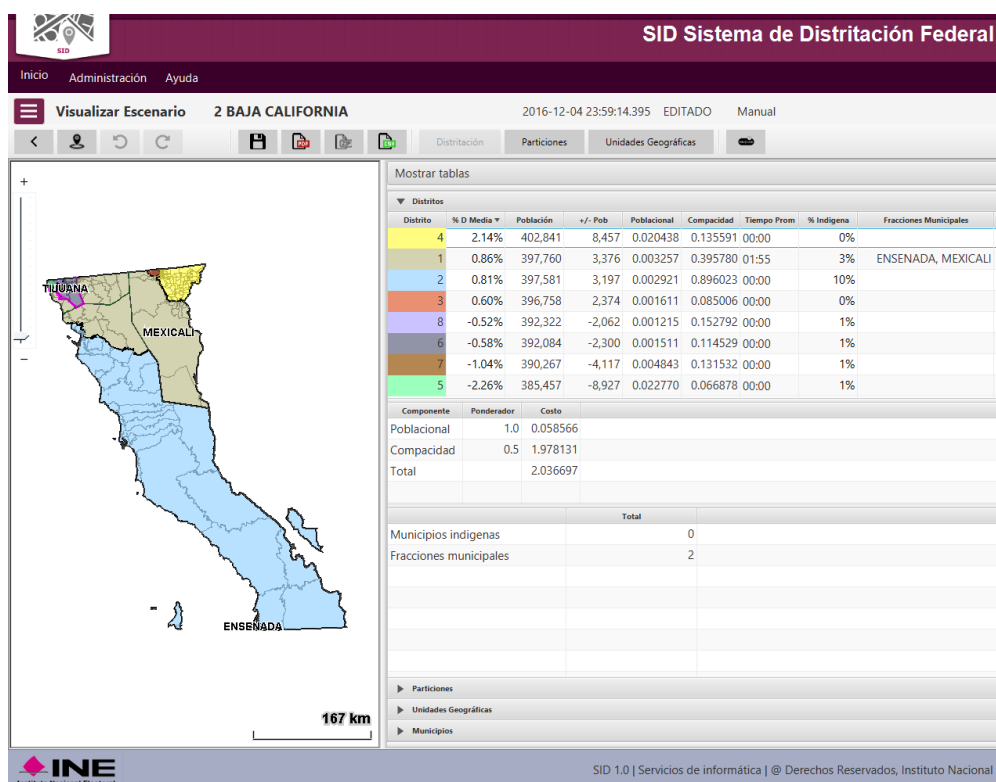 SID
SID Sistema de Distritación Federal
Inicio Administración Ayuda
Visualizar Escenario 2 BAJA CALIFORNIA 2016-12-04 23:59:14.395 EDITADO Manual
Distritación Particiones Unidades Geográficas
Mostrar tablas
Distritos
Distrito % D Media ▼ Población +/- Pob Poblacional Compacidad Tiempo Prom % Indigena Fracciones Municipales
4 2.14% 402,841 8,457 0.020438 0.135591 00:00 0%
1 0.86% 397,760 3,376 0.003257 0.395780 01:55 3% ENSENADA, MEXICALI
2 0.81% 397,581 3,197 0.002921 0.896023 00:00 10%
3 0.60% 396,758 2,374 0.001611 0.085006 00:00 0%
8 -0.52% 392,322 -2,062 0.001215 0.152792 00:00 1%
6 -0.58% 392,084 -2,300 0.001511 0.114529 00:00 1%
7 -1.04% 390,267 -4,117 0.004843 0.131532 00:00 1%
5 -2.26% 385,457 -8,927 0.022770 0.066878 00:00 1%
Componente Ponderador Costo
Poblacional 1.0 0.058566
Compacidad 0.5 1.978131
Total 2.036697
Total
Municipios indigenas 0
Fracciones municipales 2
Particiones
Unidades Geográficas
Municipios
+
−
TIJUANA
MEXICALI
ENSENADA
167 km
INE
SID 1.0 | Servicios de informática | @ Derechos Reservados, Instituto Nacional